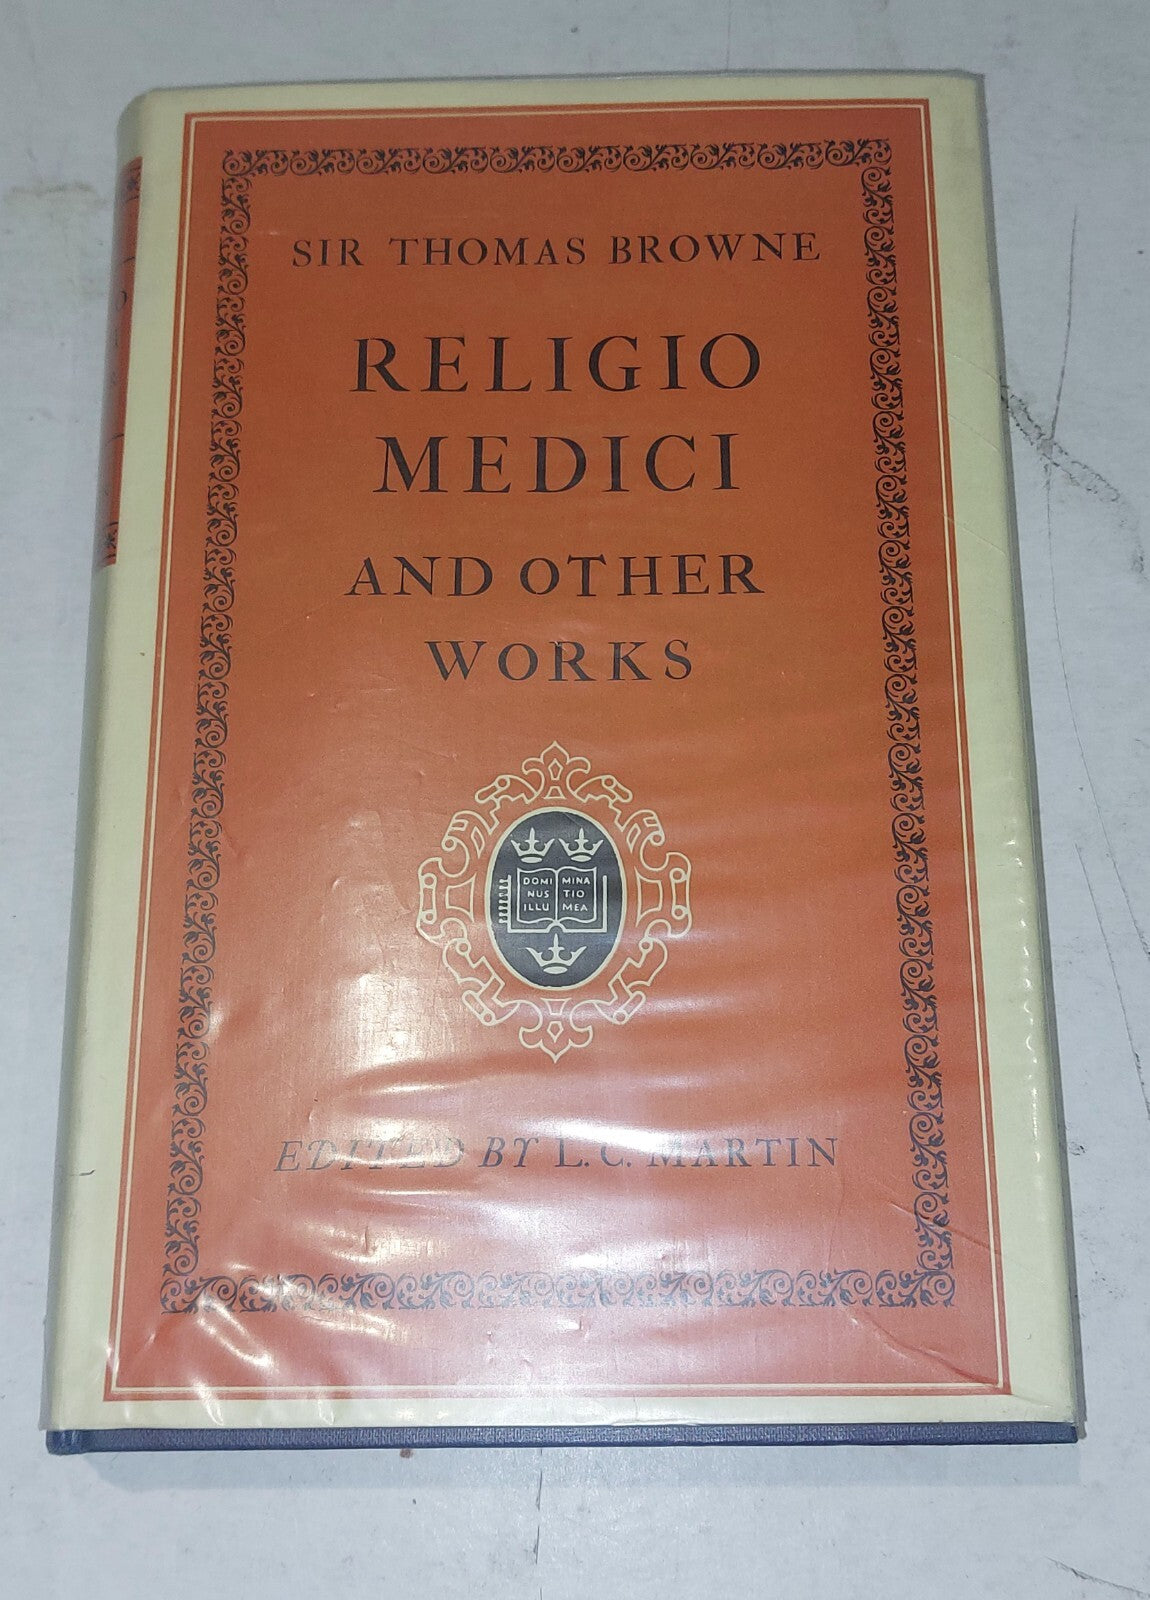 SIR THOMAS BROWNE
RELIGIO
MEDICI
AND OTHER
WORKS
DOMI MINA
NUS TIO
ILLU MEA
EDITED BY L. C. MARTIN